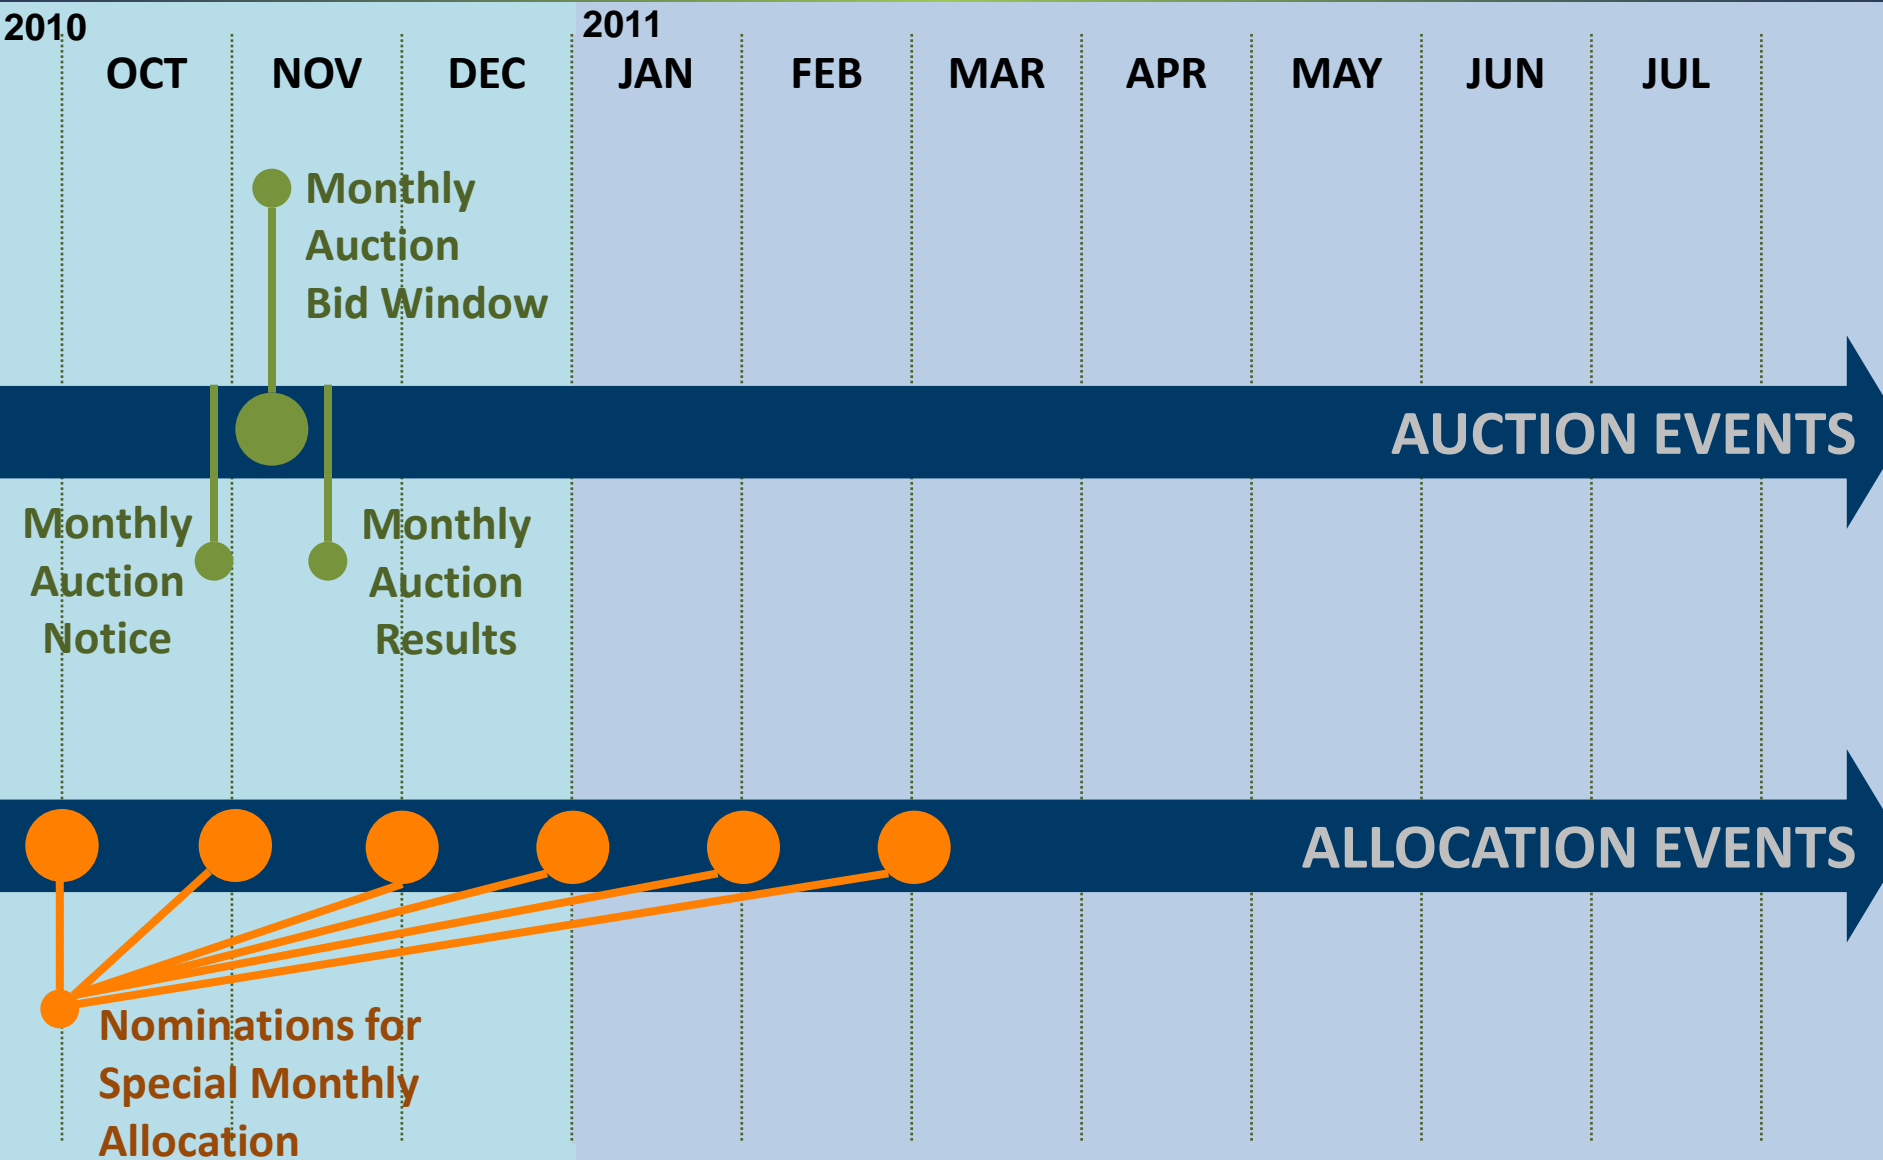 2010
2011
OCT NOV DEC JAN FEB MAR APR MAY JUN JUL
Monthly
Auction
Bid Window
AUCTION EVENTS
Monthly
Auction
Notice
Monthly
Auction
Results
ALLOCATION EVENTS
Nominations for
Special Monthly
Allocation